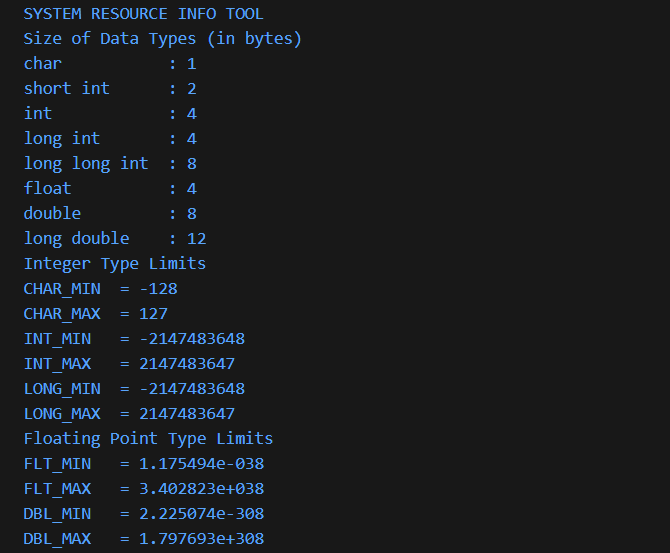 SYSTEM RESOURCE INFO TOOL
Size of Data Types (in bytes)
char           : 1
short int      : 2
int            : 4
long int       : 4
long long int  : 8
float          : 4
double         : 8
long double    : 12
Integer Type Limits
CHAR_MIN  = -128
CHAR_MAX  = 127
INT_MIN   = -2147483648
INT_MAX   = 2147483647
LONG_MIN  = -2147483648
LONG_MAX  = 2147483647
Floating Point Type Limits
FLT_MIN   = 1.175494e-038
FLT_MAX   = 3.402823e+038
DBL_MIN   = 2.225074e-308
DBL_MAX   = 1.797693e+308